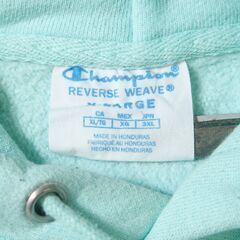 Champion
REVERSE WEAVE®
X-LARGE
CA MEX JPN
XL/TG XG 3XL
MADE IN HONDURAS
FABRIQUÉ AU HONDURAS
HECHO EN HONDURAS